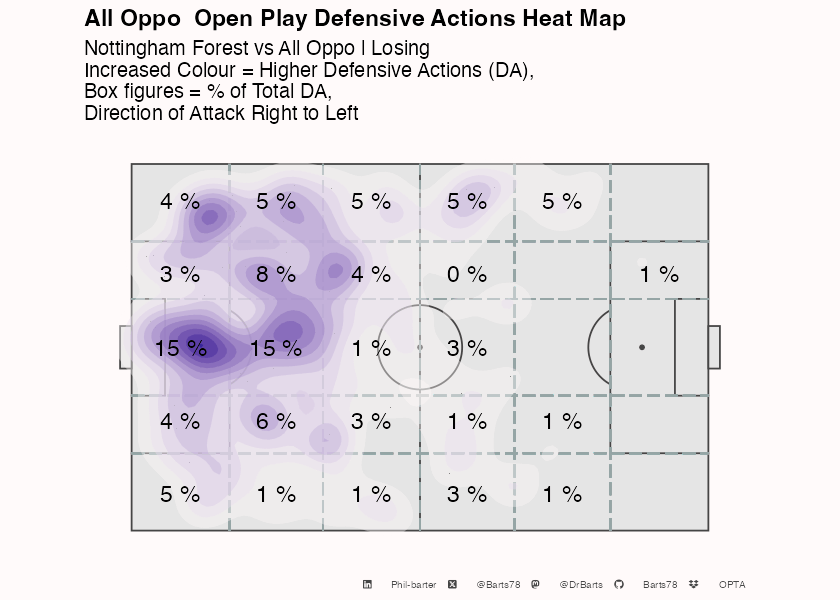 All Oppo  Open Play Defensive Actions Heat Map
Nottingham Forest vs All Oppo | Losing
Increased Colour = Higher Defensive Actions (DA),
Box figures = % of Total DA,
Direction of Attack Right to Left
4 % 5 % 5 % 5 % 5 %
3 % 8 % 4 % 0 % 1 %
15 % 15 % 1 % 3 %
4 % 6 % 3 % 1 % 1 %
5 % 1 % 1 % 3 % 1 %
Phil-barter @Barts78 @DrBarts Barts78 OPTA